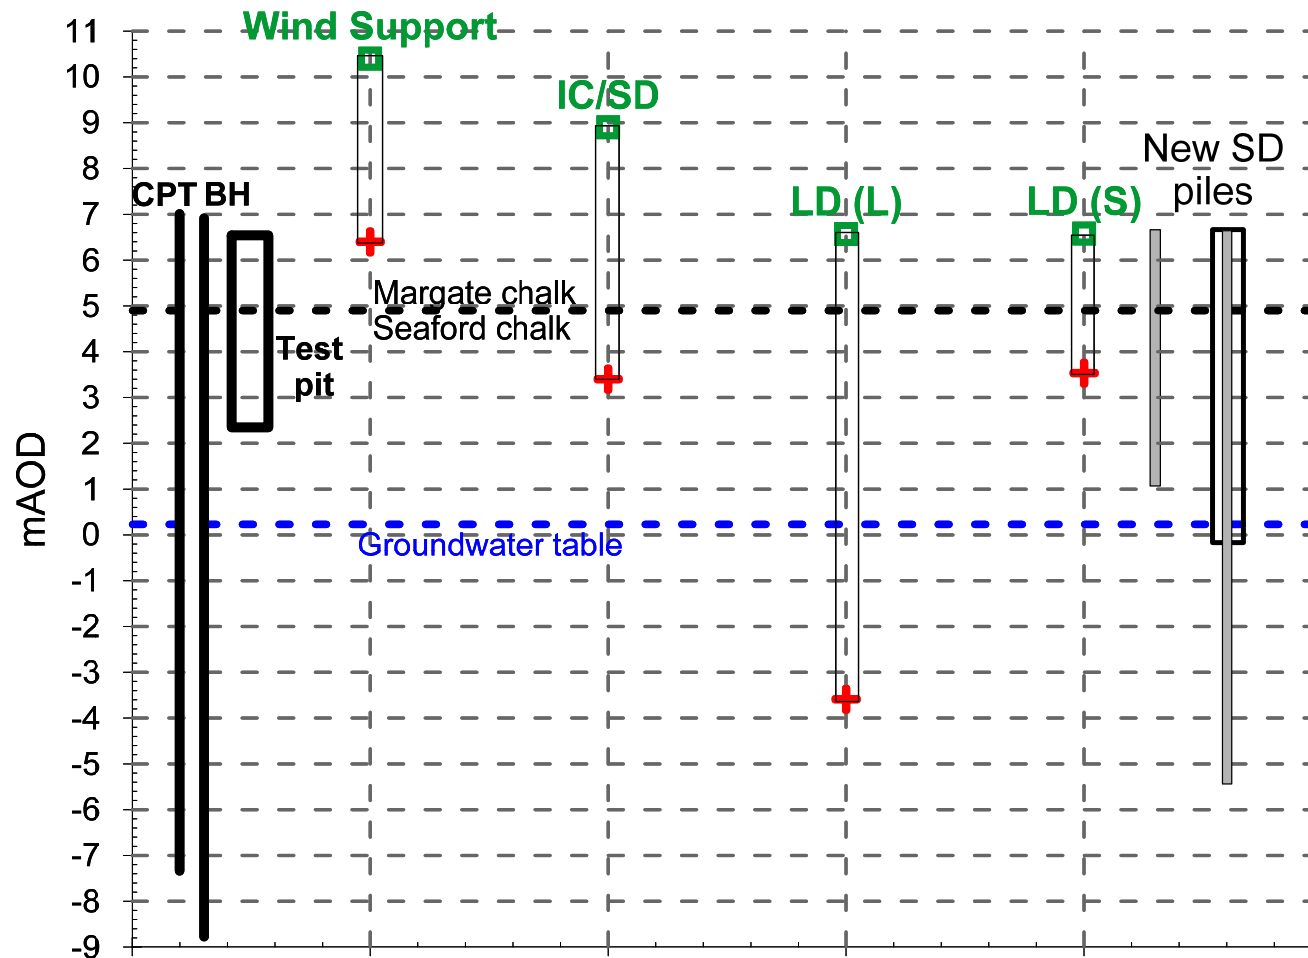 Wind Support
IC/SD
New SD
piles
CPT BH
LD (L)
LD (S)
Margate chalk
Seaford chalk
Test
pit
Groundwater table
mAOD
11
10
9
8
7
6
5
4
3
2
1
0
-1
-2
-3
-4
-5
-6
-7
-8
-9